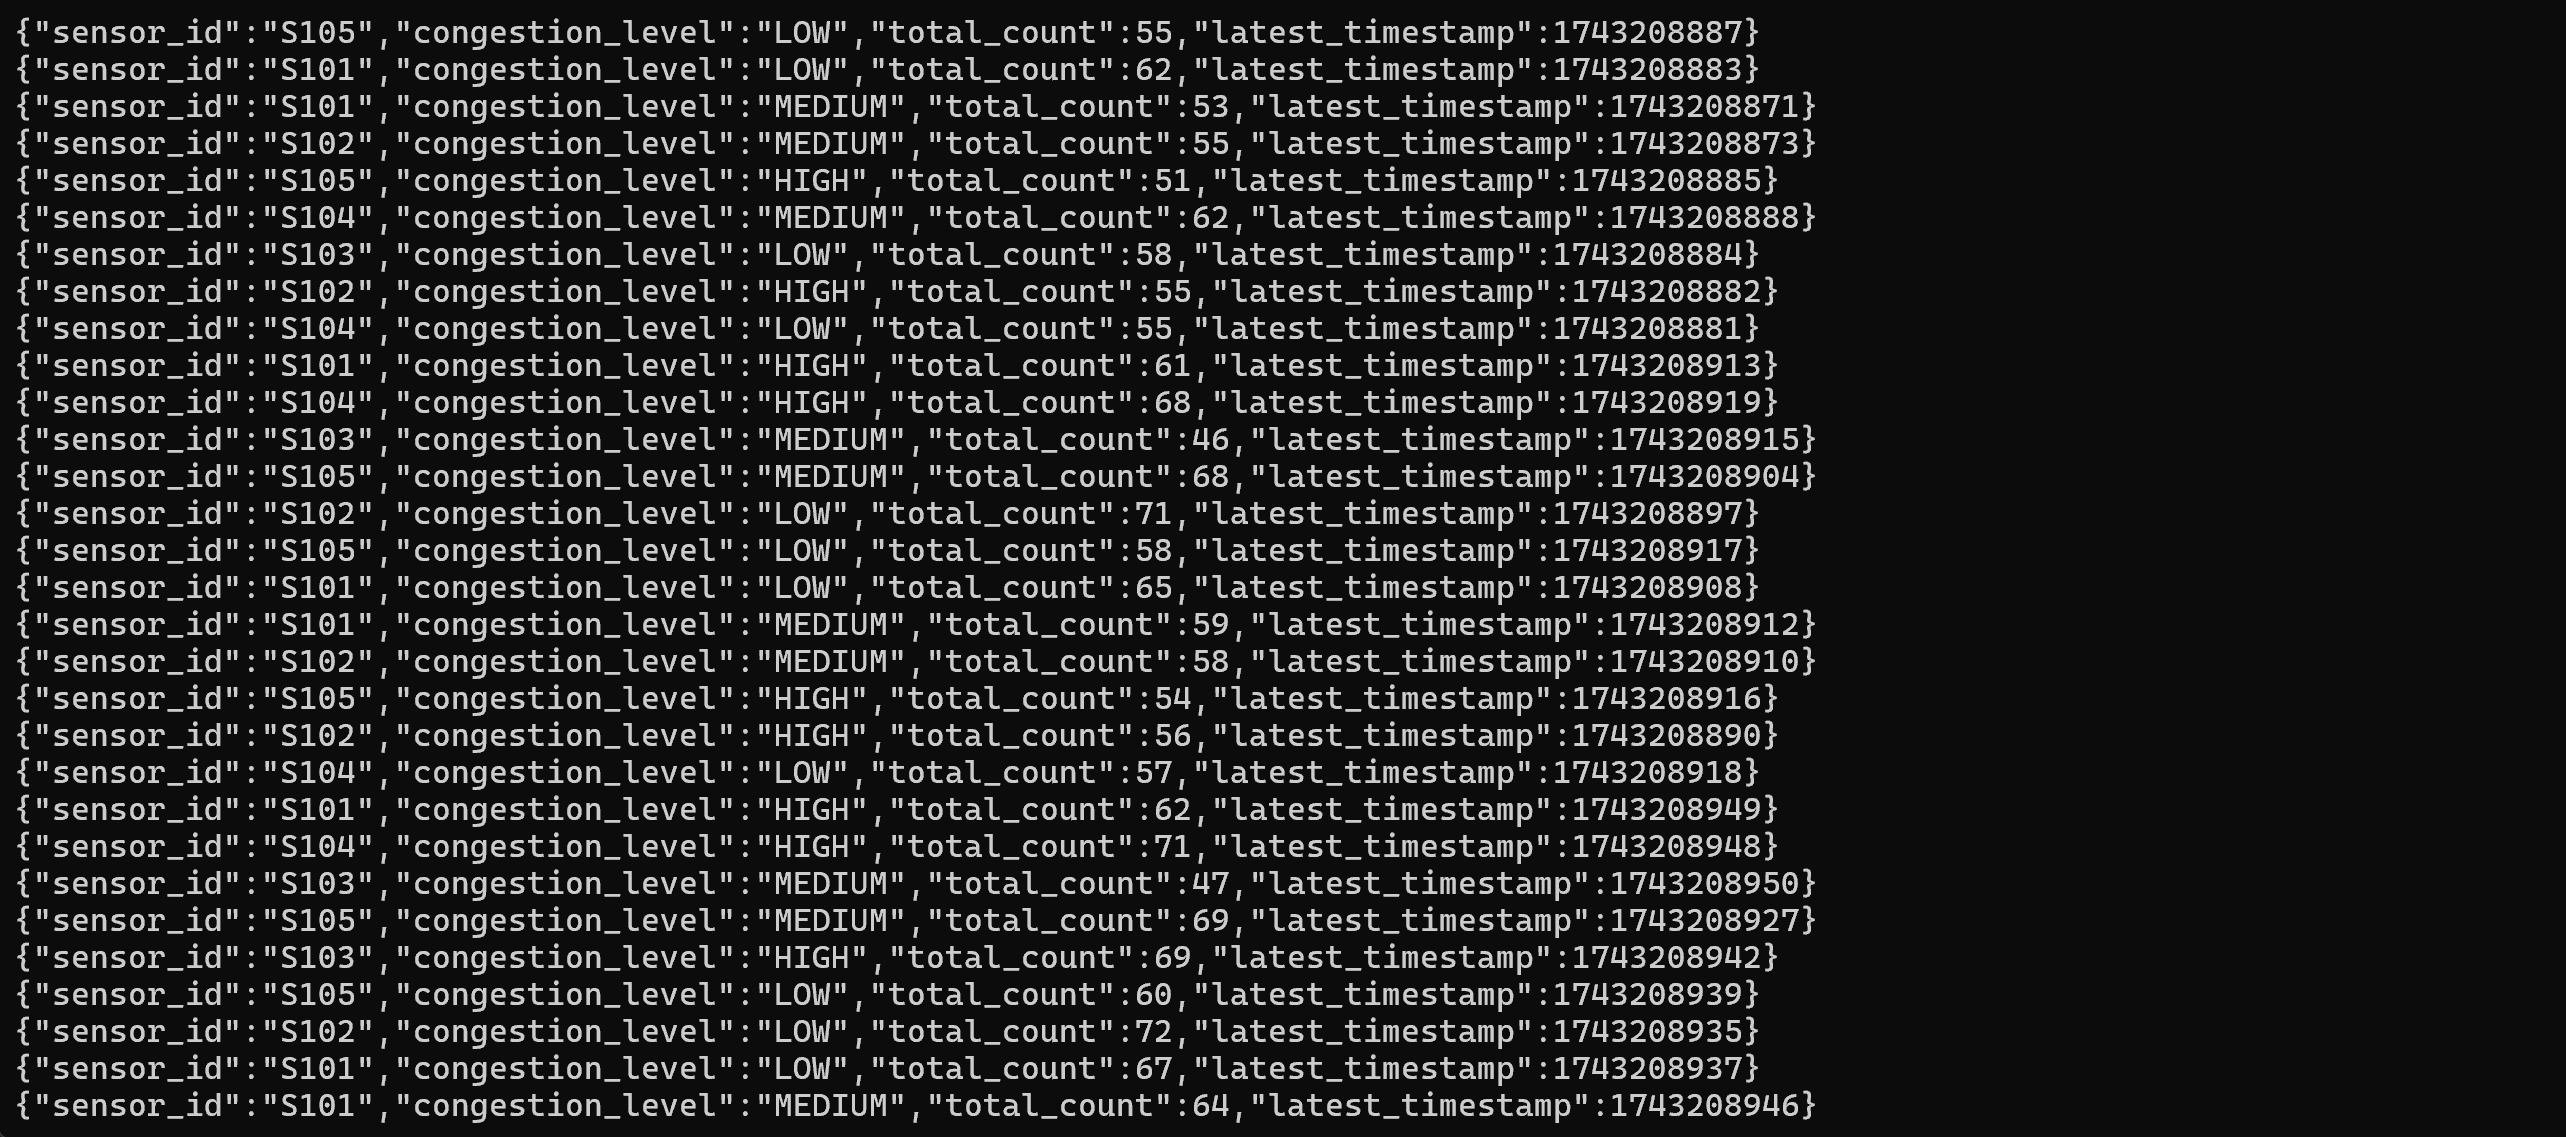 {"sensor_id":"S105","congestion_level":"LOW","total_count":55,"latest_timestamp":1743208887}
{"sensor_id":"S101","congestion_level":"LOW","total_count":62,"latest_timestamp":1743208883}
{"sensor_id":"S101","congestion_level":"MEDIUM","total_count":53,"latest_timestamp":1743208871}
{"sensor_id":"S102","congestion_level":"MEDIUM","total_count":55,"latest_timestamp":1743208873}
{"sensor_id":"S105","congestion_level":"HIGH","total_count":51,"latest_timestamp":1743208885}
{"sensor_id":"S104","congestion_level":"MEDIUM","total_count":62,"latest_timestamp":1743208888}
{"sensor_id":"S103","congestion_level":"LOW","total_count":58,"latest_timestamp":1743208884}
{"sensor_id":"S102","congestion_level":"HIGH","total_count":55,"latest_timestamp":1743208882}
{"sensor_id":"S104","congestion_level":"LOW","total_count":55,"latest_timestamp":1743208881}
{"sensor_id":"S101","congestion_level":"HIGH","total_count":61,"latest_timestamp":1743208913}
{"sensor_id":"S104","congestion_level":"HIGH","total_count":68,"latest_timestamp":1743208919}
{"sensor_id":"S103","congestion_level":"MEDIUM","total_count":46,"latest_timestamp":1743208915}
{"sensor_id":"S105","congestion_level":"MEDIUM","total_count":68,"latest_timestamp":1743208904}
{"sensor_id":"S102","congestion_level":"LOW","total_count":71,"latest_timestamp":1743208897}
{"sensor_id":"S105","congestion_level":"LOW","total_count":58,"latest_timestamp":1743208917}
{"sensor_id":"S101","congestion_level":"LOW","total_count":65,"latest_timestamp":1743208908}
{"sensor_id":"S101","congestion_level":"MEDIUM","total_count":59,"latest_timestamp":1743208912}
{"sensor_id":"S102","congestion_level":"MEDIUM","total_count":58,"latest_timestamp":1743208910}
{"sensor_id":"S105","congestion_level":"HIGH","total_count":54,"latest_timestamp":1743208916}
{"sensor_id":"S102","congestion_level":"HIGH","total_count":56,"latest_timestamp":1743208890}
{"sensor_id":"S104","congestion_level":"LOW","total_count":57,"latest_timestamp":1743208918}
{"sensor_id":"S101","congestion_level":"HIGH","total_count":62,"latest_timestamp":1743208949}
{"sensor_id":"S104","congestion_level":"HIGH","total_count":71,"latest_timestamp":1743208948}
{"sensor_id":"S103","congestion_level":"MEDIUM","total_count":47,"latest_timestamp":1743208950}
{"sensor_id":"S105","congestion_level":"MEDIUM","total_count":69,"latest_timestamp":1743208927}
{"sensor_id":"S103","congestion_level":"HIGH","total_count":69,"latest_timestamp":1743208942}
{"sensor_id":"S105","congestion_level":"LOW","total_count":60,"latest_timestamp":1743208939}
{"sensor_id":"S102","congestion_level":"LOW","total_count":72,"latest_timestamp":1743208935}
{"sensor_id":"S101","congestion_level":"LOW","total_count":67,"latest_timestamp":1743208937}
{"sensor_id":"S101","congestion_level":"MEDIUM","total_count":64,"latest_timestamp":1743208946}